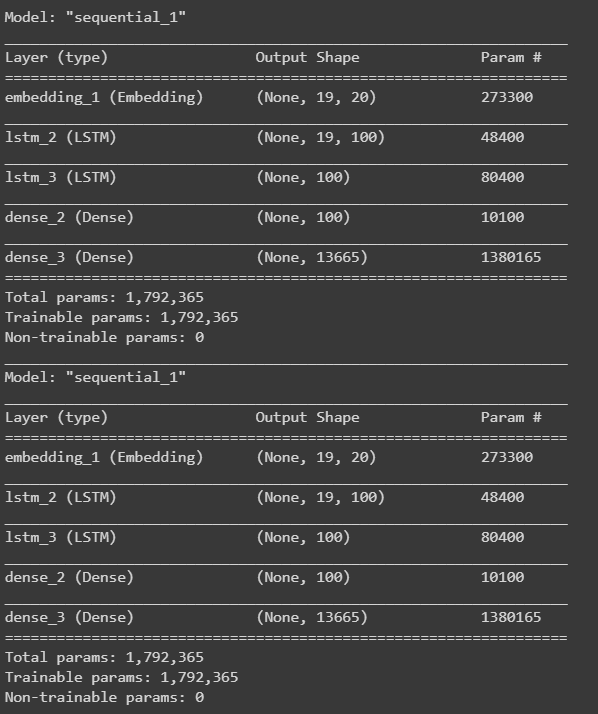 Model: "sequential_1"
_________________________________________________________________
Layer (type)                 Output Shape              Param #
=================================================================
embedding_1 (Embedding)      (None, 19, 20)            273300
_________________________________________________________________
lstm_2 (LSTM)                (None, 19, 100)           48400
_________________________________________________________________
lstm_3 (LSTM)                (None, 100)               80400
_________________________________________________________________
dense_2 (Dense)              (None, 100)               10100
_________________________________________________________________
dense_3 (Dense)              (None, 13665)             1380165
=================================================================
Total params: 1,792,365
Trainable params: 1,792,365
Non-trainable params: 0
_________________________________________________________________
Model: "sequential_1"
_________________________________________________________________
Layer (type)                 Output Shape              Param #
=================================================================
embedding_1 (Embedding)      (None, 19, 20)            273300
_________________________________________________________________
lstm_2 (LSTM)                (None, 19, 100)           48400
_________________________________________________________________
lstm_3 (LSTM)                (None, 100)               80400
_________________________________________________________________
dense_2 (Dense)              (None, 100)               10100
_________________________________________________________________
dense_3 (Dense)              (None, 13665)             1380165
=================================================================
Total params: 1,792,365
Trainable params: 1,792,365
Non-trainable params: 0